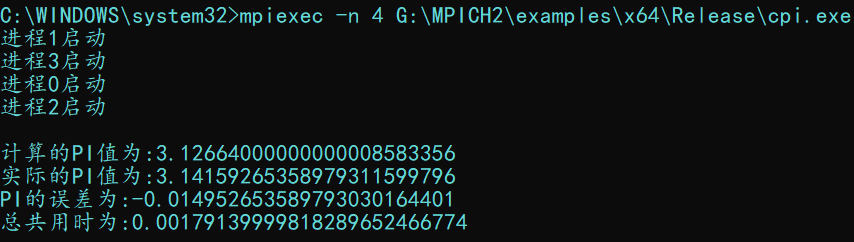 C:\WINDOWS\system32>mpiexec -n 4 G:\MPICH2\examples\x64\Release\cpi.exe
进程1启动
进程3启动
进程0启动
进程2启动
计算的PI值为:3.12664000000000008583356
实际的PI值为:3.14159265358979311599796
PI的误差为:-0.01495265358979303016440​1
总共用时为:0.00179139999818289652466774